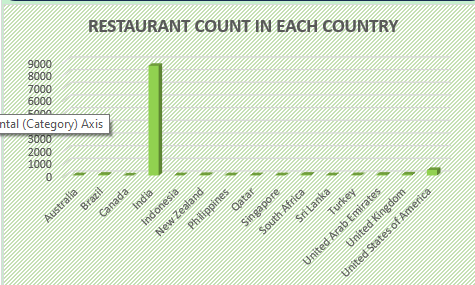 RESTAURANT COUNT IN EACH COUNTRY
9000
8000
7000
6000
ntal (Category) Axis
3000
2000
1000
0
Australia
Brazil
Canada
India
Indonesia
New Zealand
Philippines
Qatar
Singapore
South Africa
Sri Lanka
Turkey
United Arab Emirates
United Kingdom
United States of America